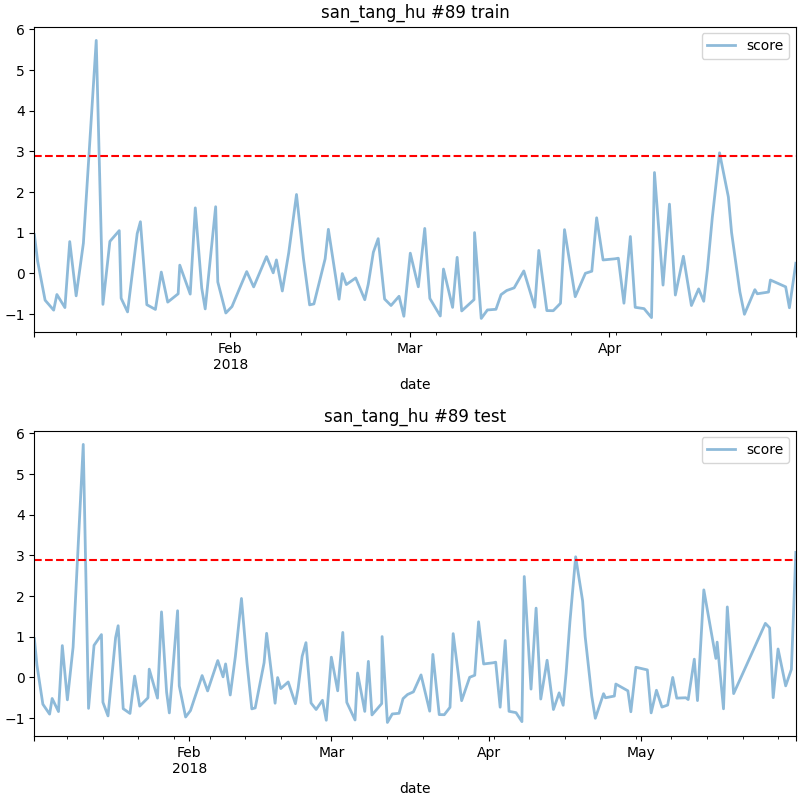 san_tang_hu #89 train
score
6
5
4
3
2
1
0
−1
Feb
2018
Mar
Apr
date
san_tang_hu #89 test
score
6
5
4
3
2
1
0
−1
Feb
2018
Mar
Apr
May
date